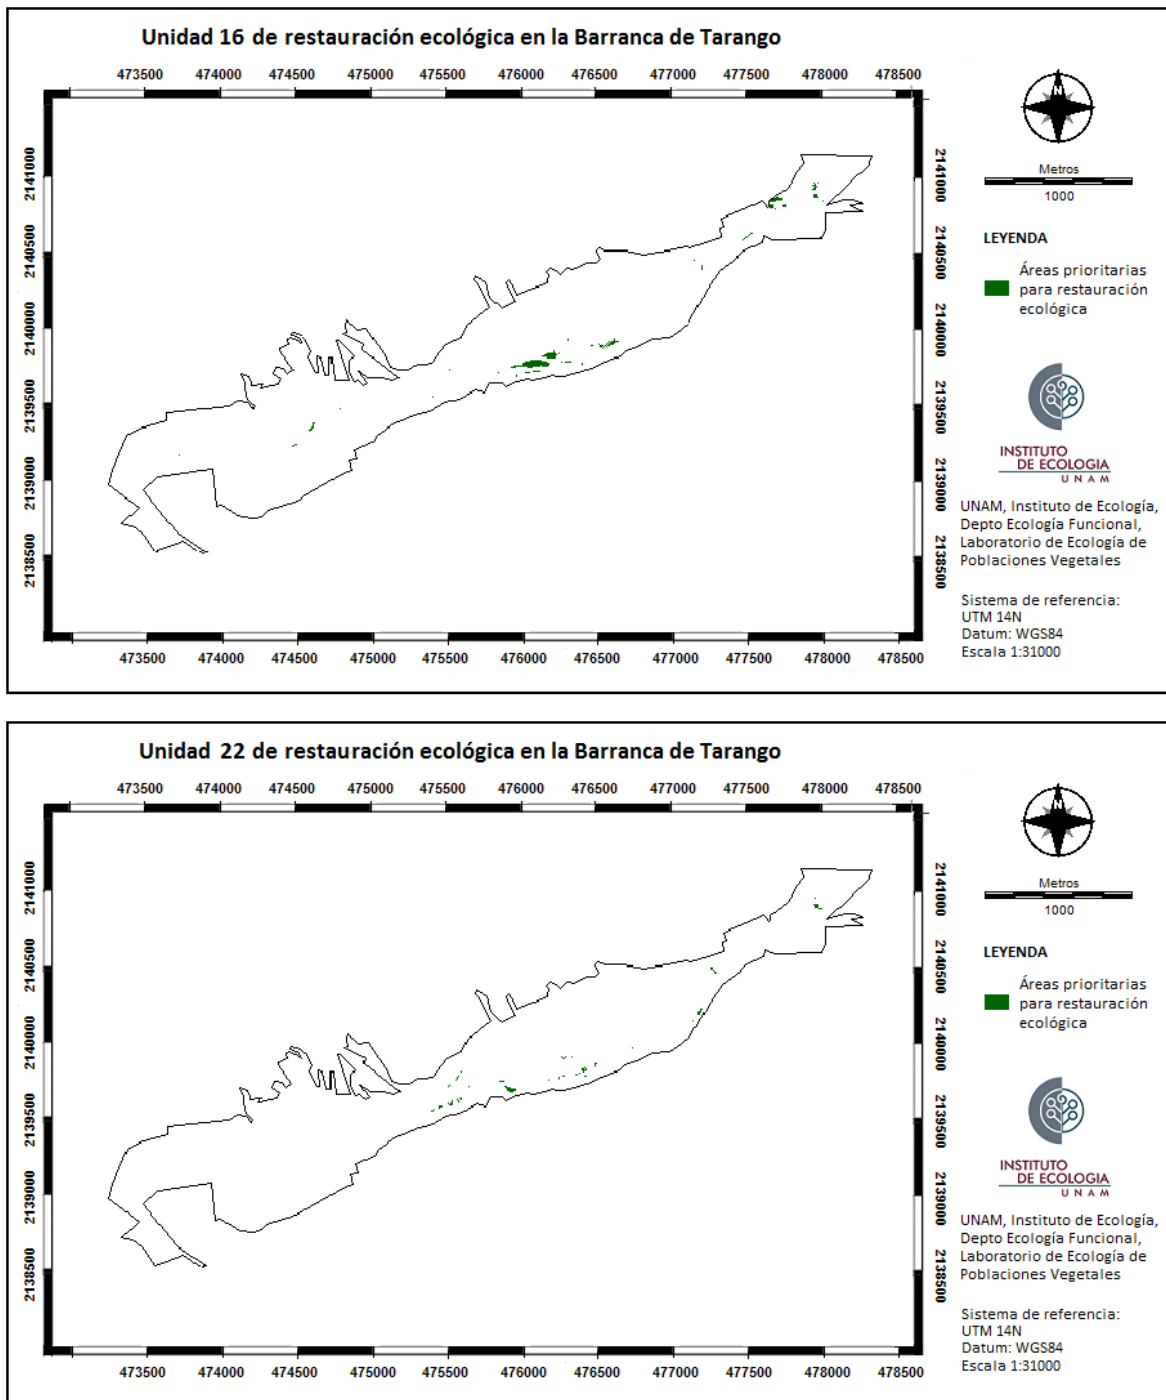 Unidad 16 de restauración ecológica en la Barranca de Tarango
473500 474000 474500 475000 475500 476000 476500 477000 477500 478000 478500
2141000
2140500
2140000
2139500
2139000
2138500
2141000
2140500
2140000
2139500
2139000
2138500
473500 474000 474500 475000 475500 476000 476500 477000 477500 478000 478500
N
Metros
1000
LEYENDA
Áreas prioritarias
para restauración
ecológica
INSTITUTO
DE ECOLOGIA
UNAM
UNAM, Instituto de Ecología,
Depto Ecología Funcional,
Laboratorio de Ecología de
Poblaciones Vegetales
Sistema de referencia:
UTM 14N
Datum: WGS84
Escala 1:31000
Unidad 22 de restauración ecológica en la Barranca de Tarango
473500 474000 474500 475000 475500 476000 476500 477000 477500 478000 478500
2141000
2140500
2140000
2139500
2139000
2138500
2141000
2140500
2140000
2139500
2139000
2138500
473500 474000 474500 475000 475500 476000 476500 477000 477500 478000 478500
N
Metros
1000
LEYENDA
Áreas prioritarias
para restauración
ecológica
INSTITUTO
DE ECOLOGIA
UNAM
UNAM, Instituto de Ecología,
Depto Ecología Funcional,
Laboratorio de Ecología de
Poblaciones Vegetales
Sistema de referencia:
UTM 14N
Datum: WGS84
Escala 1:31000